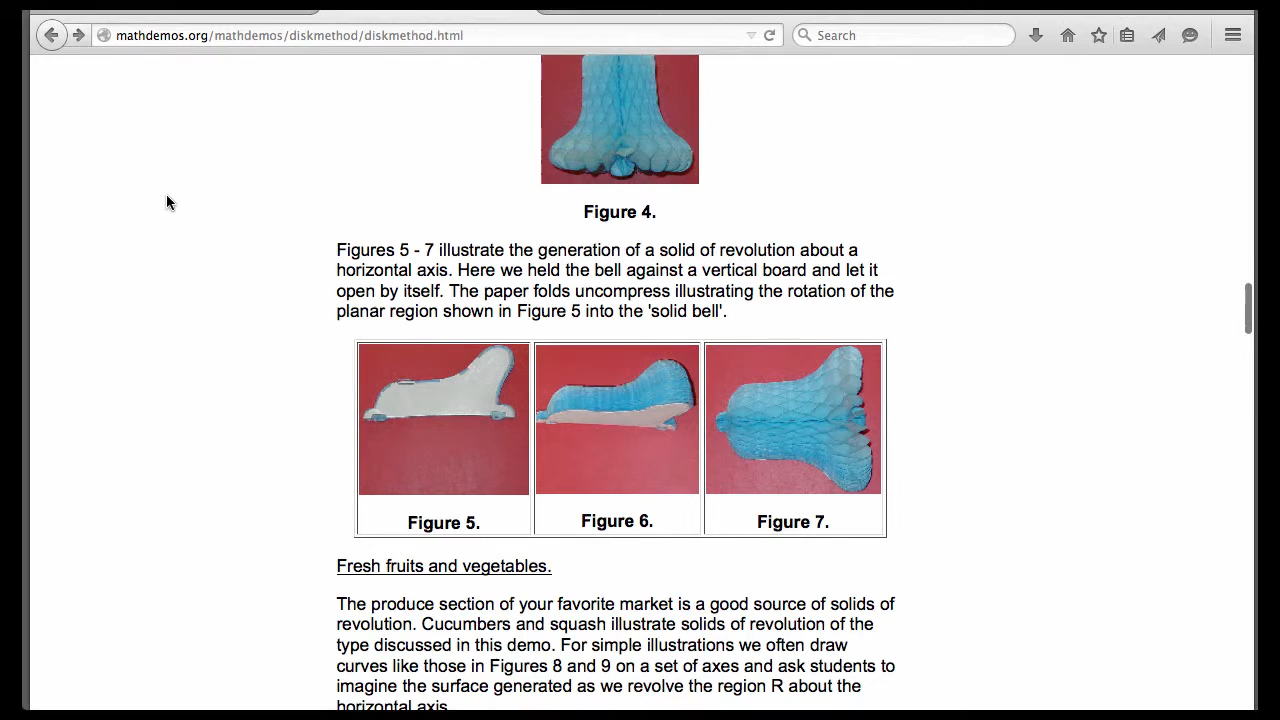 mathdemos.org/mathdemos/diskmethod/diskmethod.html
Search
Figure 4.
Figures 5 - 7 illustrate the generation of a solid of revolution about a
horizontal axis. Here we held the bell against a vertical board and let it
open by itself. The paper folds uncompress illustrating the rotation of the
planar region shown in Figure 5 into the 'solid bell'.
Figure 5.
Figure 6.
Figure 7.
Fresh fruits and vegetables.
The produce section of your favorite market is a good source of solids of
revolution. Cucumbers and squash illustrate solids of revolution of the
type discussed in this demo. For simple illustrations we often draw
curves like those in Figures 8 and 9 on a set of axes and ask students to
imagine the surface generated as we revolve the region R about the
horizontal axis.